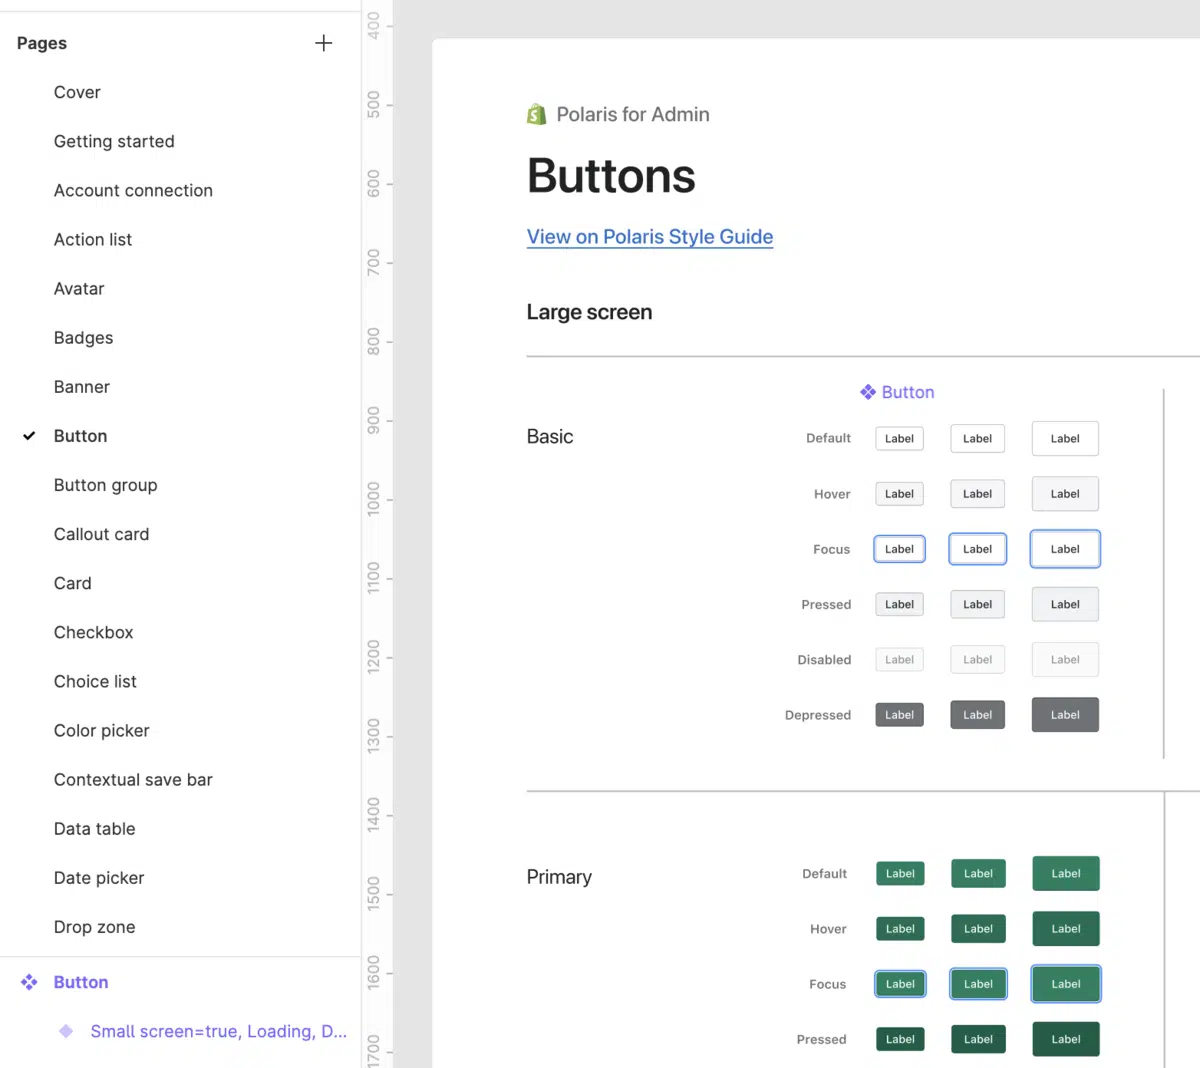 Pages
Cover
Getting started
Account connection
Action list
Avatar
Badges
Banner
Button
Button group
Callout card
Card
Checkbox
Choice list
Color picker
Contextual save bar
Data table
Date picker
Drop zone
Button
Small screen=true, Loading, D...
400
500
600
700
800
900
1000
1100
1200
1300
1400
1500
1600
1700
Polaris for Admin
Buttons
View on Polaris Style Guide
Large screen
Button
Basic
Default Label Label Label
Hover Label Label Label
Focus Label Label Label
Pressed Label Label Label
Disabled Label Label Label
Depressed Label Label Label
Primary
Default Label Label Label
Hover Label Label Label
Focus Label Label Label
Pressed Label Label Label